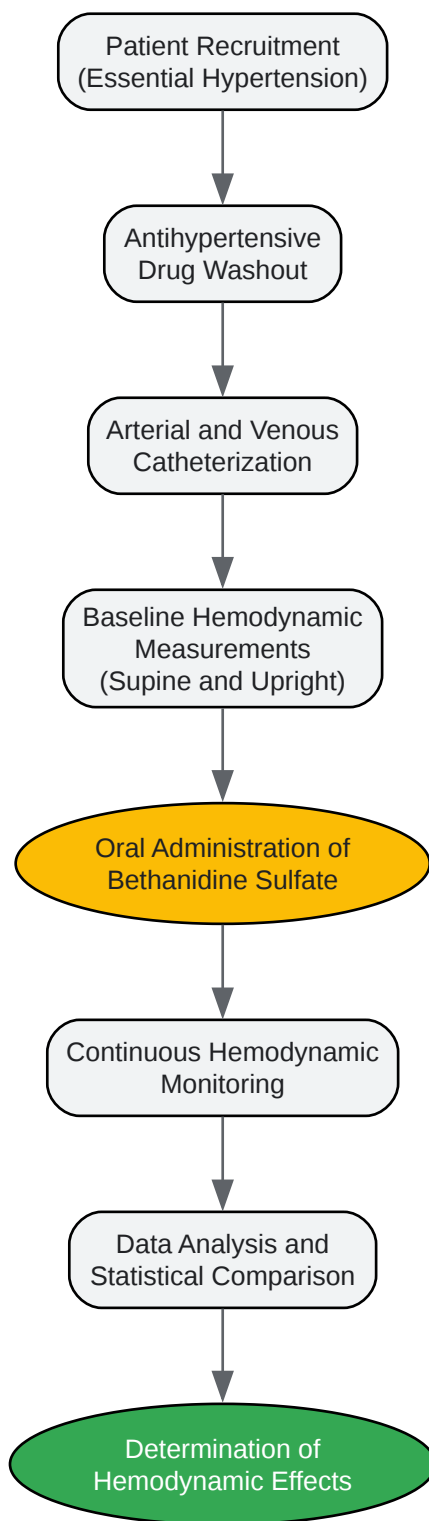 Patient Recruitment
(Essential Hypertension)
Antihypertensive
Drug Washout
Arterial and Venous
Catheterization
Baseline Hemodynamic
Measurements
(Supine and Upright)
Oral Administration of
Bethanidine Sulfate
Continuous Hemodynamic
Monitoring
Data Analysis and
Statistical Comparison
Determination of
Hemodynamic Effects